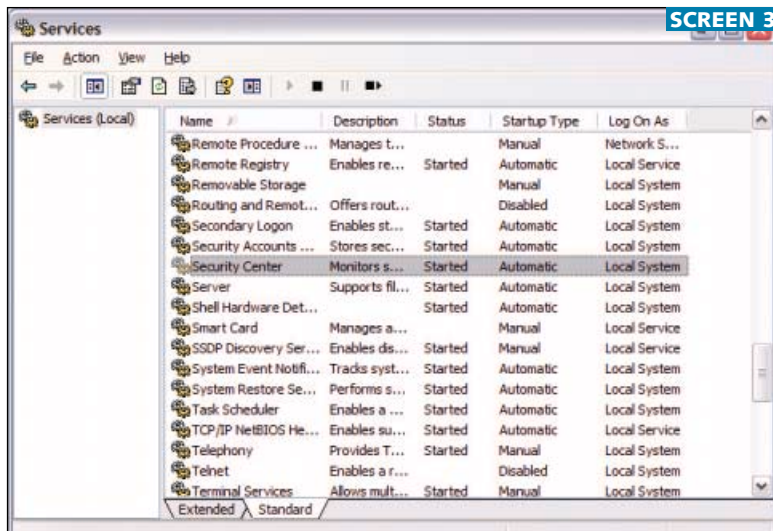 SCREEN 3
Services
File Action View Help
Services (Local)
Name Description Status Startup Type Log On As
Remote Procedure ... Manages t... Manual Network S...
Remote Registry Enables re... Started Automatic Local Service
Removable Storage Manual Local System
Routing and Remot... Offers rout... Disabled Local System
Secondary Logon Enables st... Started Automatic Local System
Security Accounts ... Stores sec... Started Automatic Local System
Security Center Monitors s... Started Automatic Local System
Server Supports fil... Started Automatic Local System
Shell Hardware Det... Started Automatic Local System
Smart Card Manages a... Manual Local Service
SSDP Discovery Ser... Enables dis... Started Manual Local Service
System Event Notifi... Tracks syst... Started Automatic Local System
System Restore Se... Performs s... Started Automatic Local System
Task Scheduler Enables a ... Started Automatic Local System
TCP/IP NetBIOS He... Enables su... Started Automatic Local Service
Telephony Provides T... Started Manual Local System
Telnet Enables a r... Disabled Local System
Terminal Services Allows mult... Started Manual Local System
Extended Standard